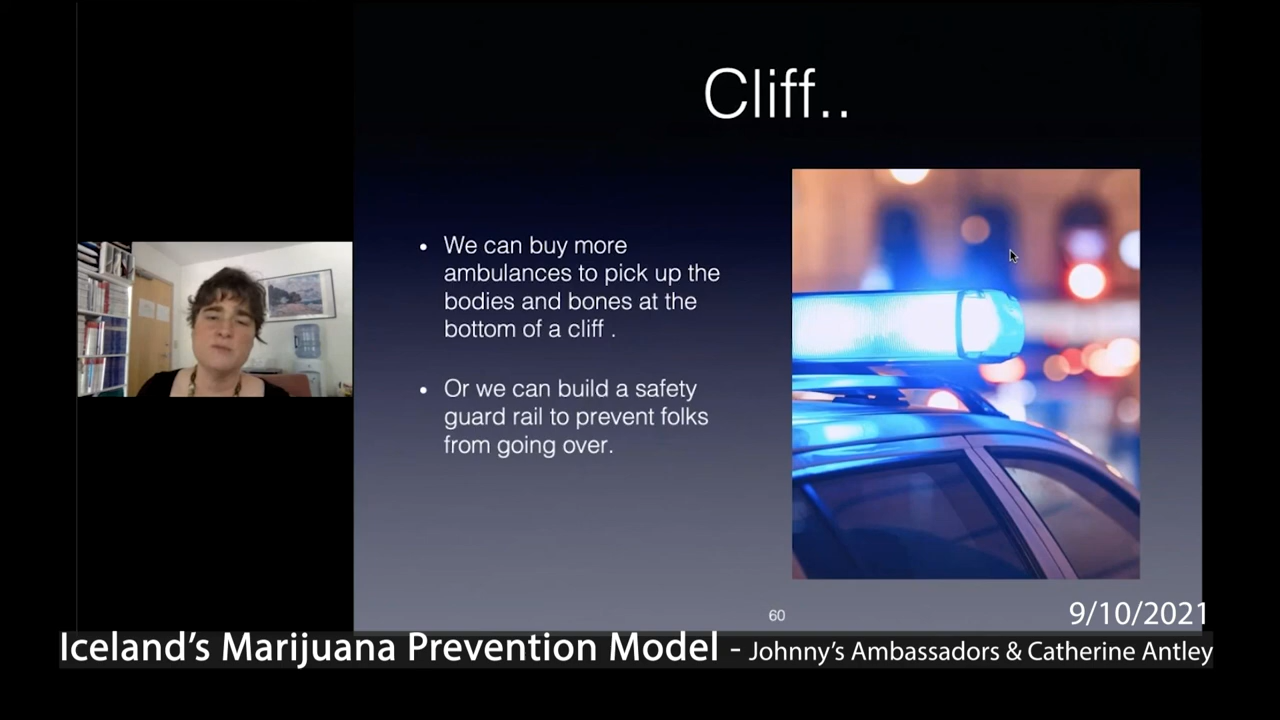 Cliff..
• We can buy more
ambulances to pick up the
bodies and bones at the
bottom of a cliff .
• Or we can build a safety
guard rail to prevent folks
from going over.
60
9/10/2021
Iceland's Marijuana Prevention Model - Johnny's Ambassadors & Catherine Antley